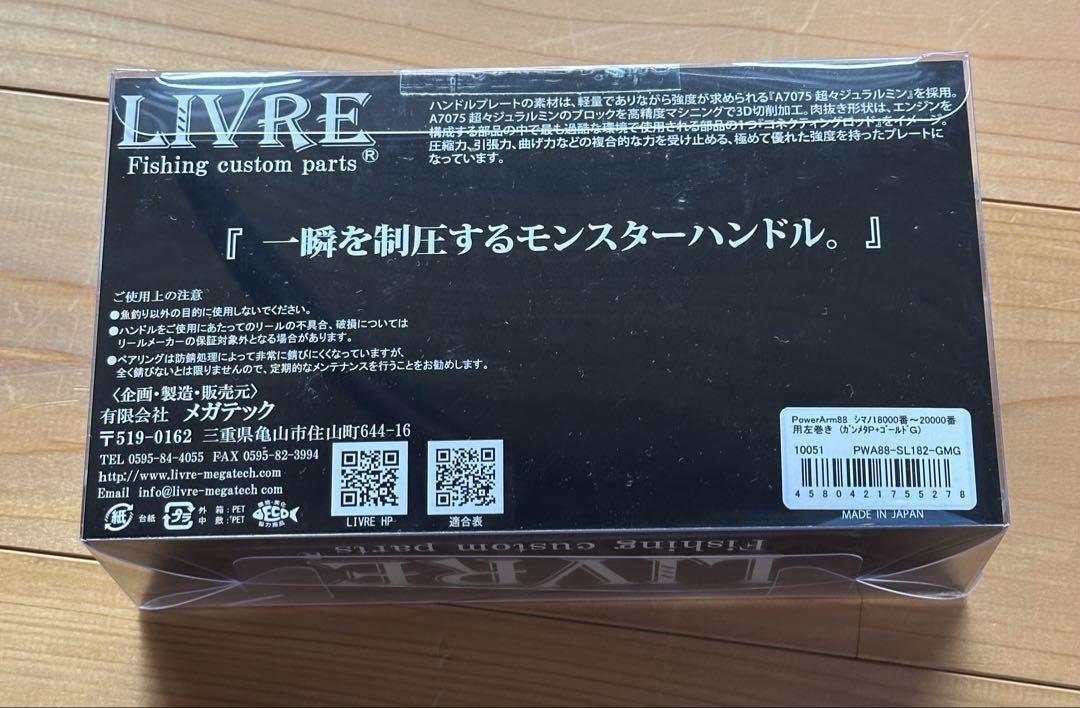 LIVRE
Fishing custom parts®
ハンドルプレートの素材は、軽量でありながら強度が求められる『A7075 超々ジュラルミン』を採用。
A7075 超々ジュラルミンのブロックを高精度マシニングで3D切削加工。肉抜き形状は、エンジンを
構成する部品の中で最も過酷な環境で使用される部品の1つ『コネクティングロッド』をイメージ。
圧縮力、引張力、曲げ力などの複合的な力を受け止める、極めて優れた強度を持ったプレートに
なっています。
『 一瞬を制圧するモンスターハンドル。 』
ご使用上の注意
●魚釣り以外の目的に使用しないでください。
●ハンドルをご使用にあたってのリールの不具合、破損については
リールメーカーの保証対象外となる場合があります。
●ベアリングは防錆処理によって非常に錆びにくくなっていますが、
全く錆びないとは限りませんので、定期的なメンテナンスを行うことをお勧めします。
〈企画・製造・販売元〉
有限会社 メガテック
〒519-0162 三重県亀山市住山町644-16
TEL 0595-84-4055 FAX 0595-82-3994
http://www.livre-megatech.com
Email info@livre-megatech.com
紙 台紙 プラ 外 箱：PET
中 敷：PET
LIVRE HP
適合表
PowerArm88 シマノ18000番～20000番
用左巻き (ガンメタP+ゴールドG)
10051 PWA88-SL182-GMG
4580421755278
MADE IN JAPAN
Fishing custom parts
LIVRE